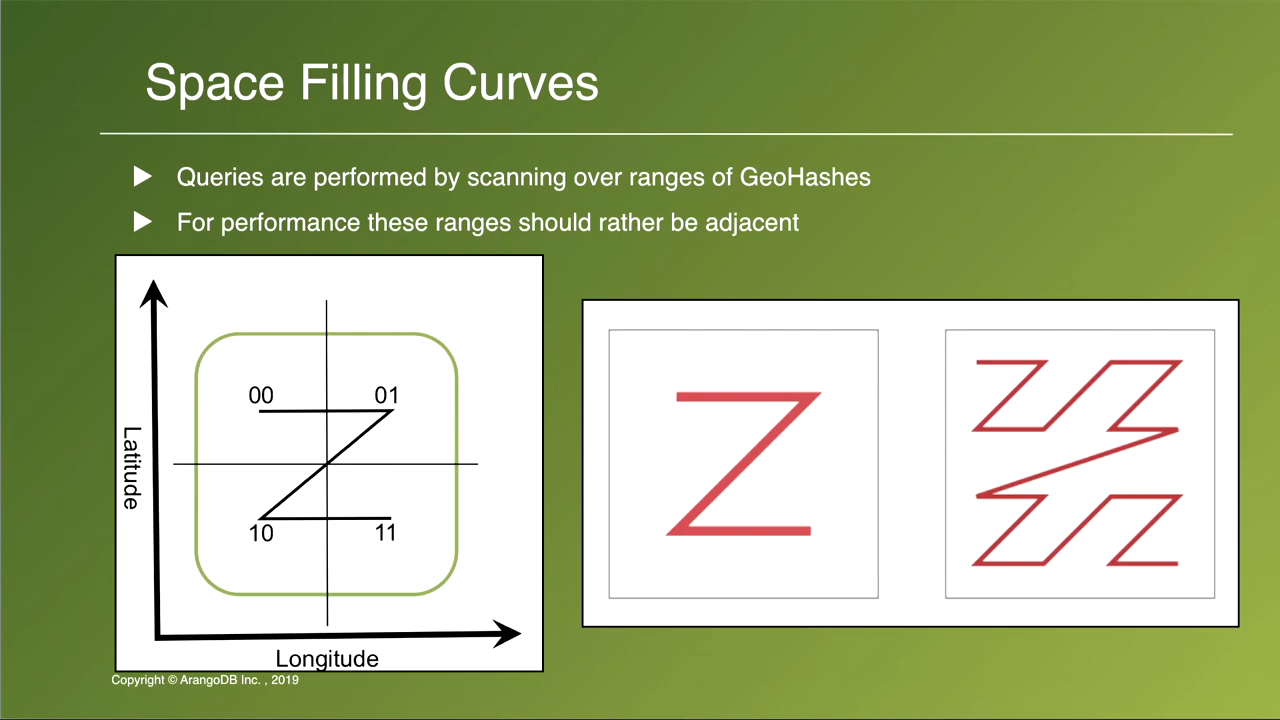 Space Filling Curves
Queries are performed by scanning over ranges of GeoHashes
For performance these ranges should rather be adjacent
00 01
10 11
Latitude
Longitude
Copyright © ArangoDB Inc. , 2019